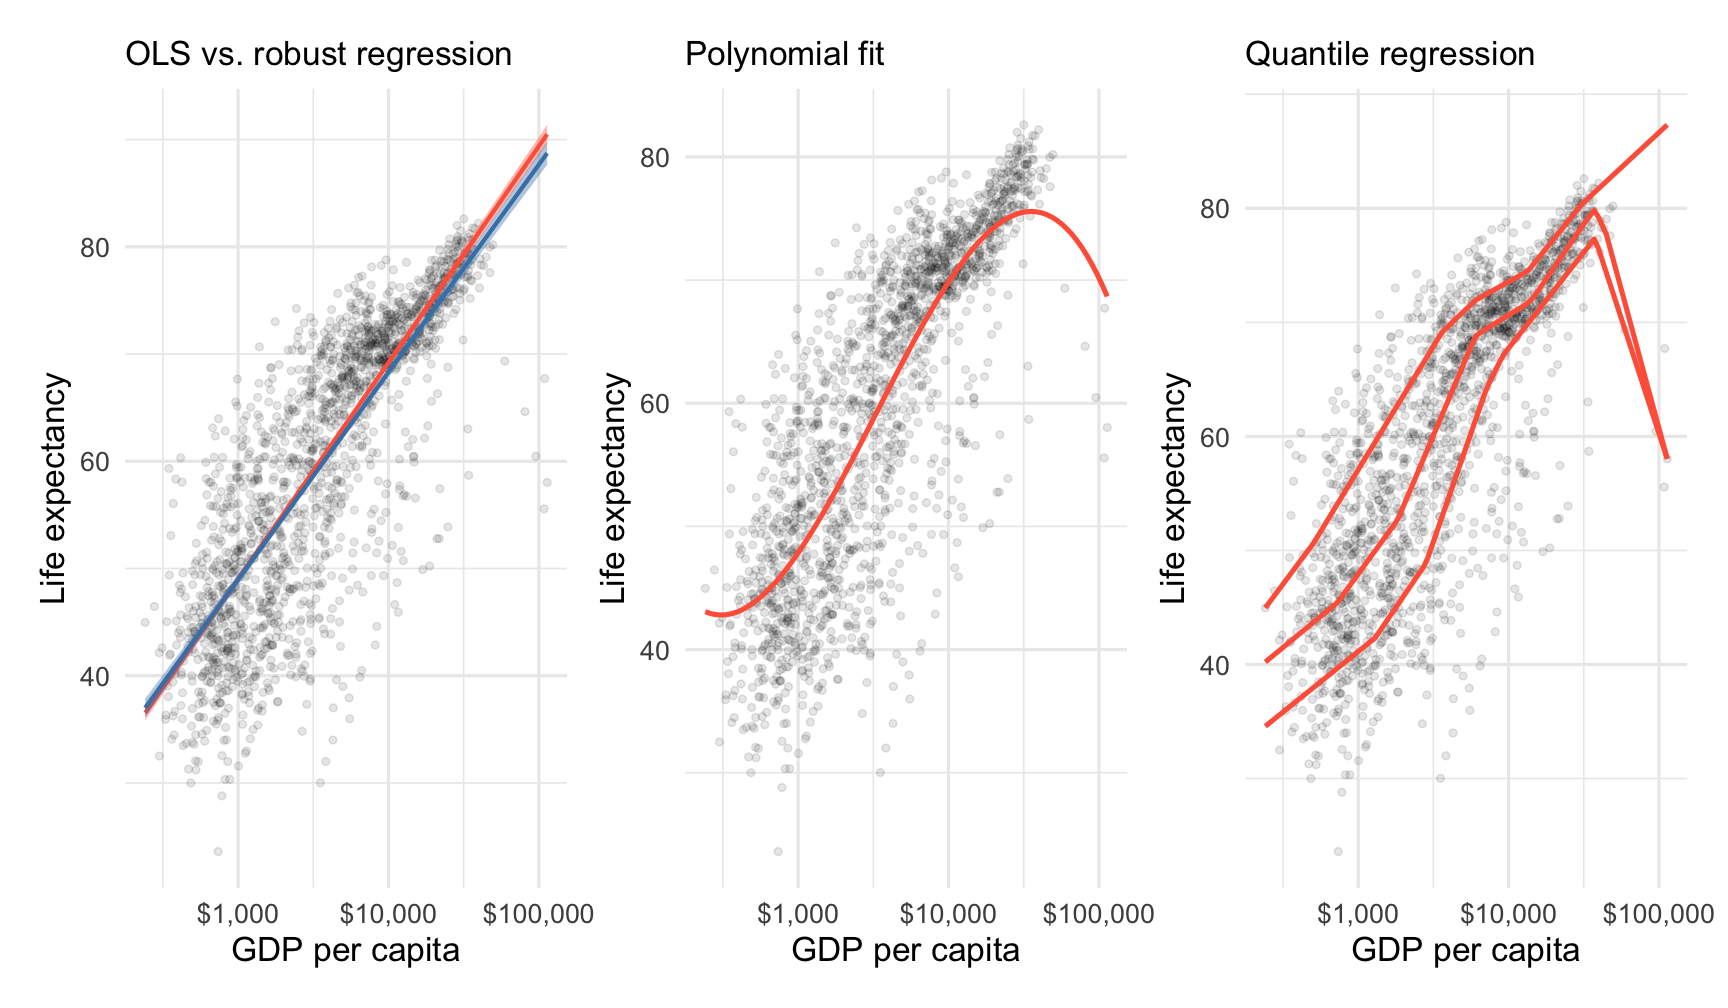 OLS vs. robust regression
Polynomial fit
Quantile regression
Life expectancy
80
60
40
$1,000
$10,000
$100,000
GDP per capita
Life expectancy
80
60
40
$1,000
$10,000
$100,000
GDP per capita
Life expectancy
80
60
40
$1,000
$10,000
$100,000
GDP per capita